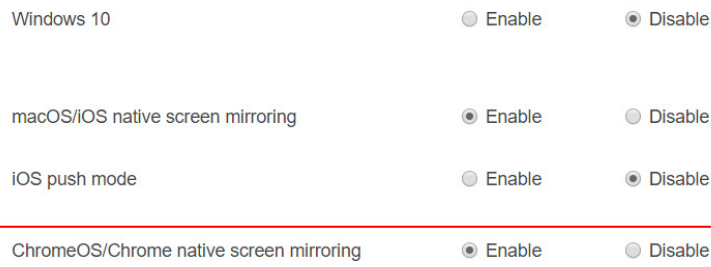 Windows 10 Enable Disable
macOS/iOS native screen mirroring Enable Disable
iOS push mode Enable Disable
ChromeOS/Chrome native screen mirroring Enable Disable